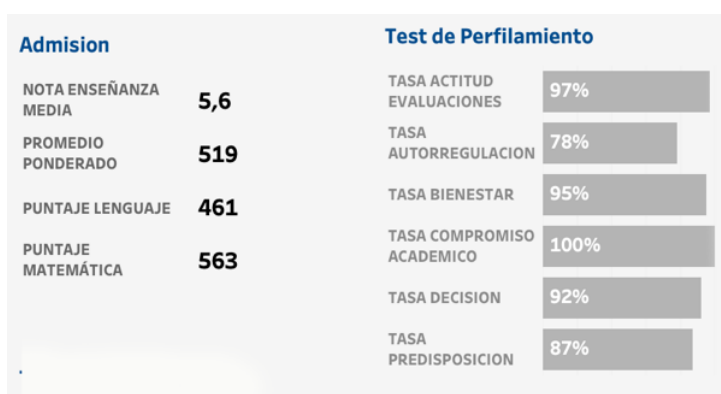 Admision
NOTA ENSEÑANZA
MEDIA
5,6
PROMEDIO
PONDERADO
519
PUNTAJE LENGUAJE
461
PUNTAJE
MATEMÁTICA
563
Test de Perfilamiento
TASA ACTITUD
EVALUACIONES
97%
TASA
AUTORREGULACION
78%
TASA BIENESTAR
95%
TASA COMPROMISO
ACADEMICO
100%
TASA DECISION
92%
TASA
PREDISPOSICION
87%